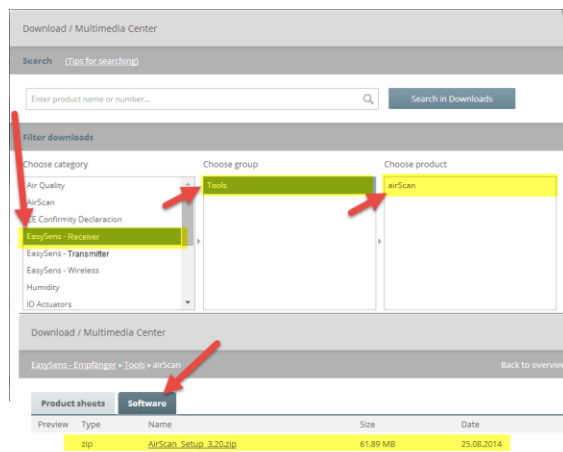 Download / Multimedia Center
Search (Tips for searching)
Enter product name or number...
Search in Downloads
Filter downloads
Choose category Choose group Choose product
Air Quality
Tools
airScan
AirScan
CE Confirmity Declaracion
EasySens - Receiver
EasySens - Transmitter
EasySens - Wireless
Humidity
IO Actuators
Download / Multimedia Center
EasySens - Empfänger » Tools » airScan Back to overview
Product sheets Software
Preview Type Name Size Date
zip AirScan_Setup_3.20.zip 61,89 MB 25.08.2014